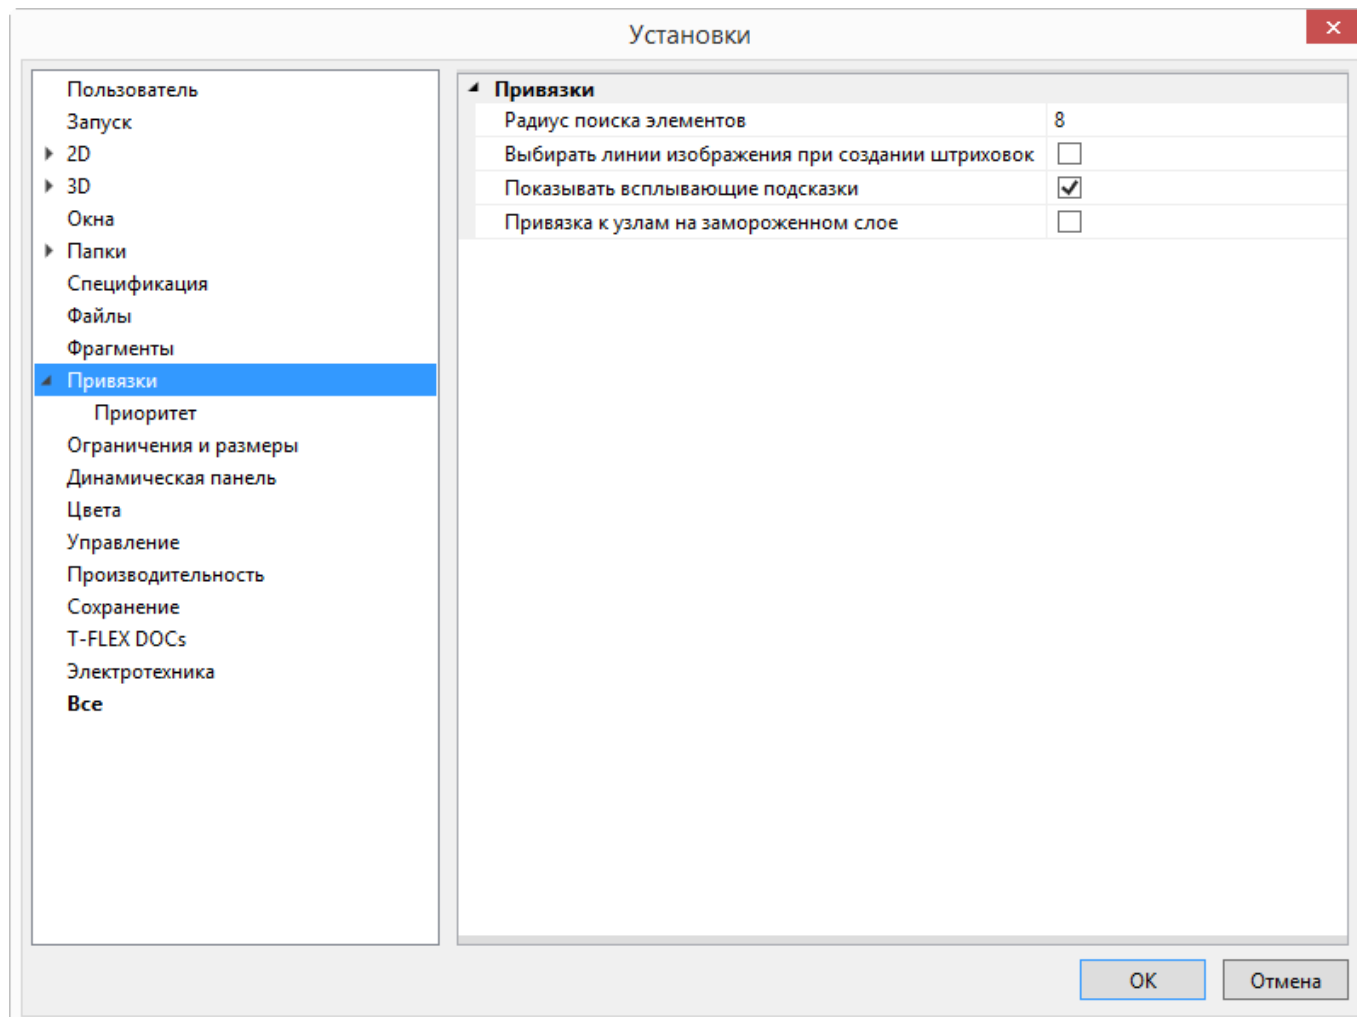 Установки
Пользователь
Запуск
2D
3D
Окна
Папки
Спецификация
Файлы
Фрагменты
Привязки
Приоритет
Ограничения и размеры
Динамическая панель
Цвета
Управление
Производительность
Сохранение
T-FLEX DOCs
Электротехника
Все
Привязки
Радиус поиска элементов 8
Выбирать линии изображения при создании штриховок
Показывать всплывающие подсказки
Привязка к узлам на замороженном слое
ОК Отмена